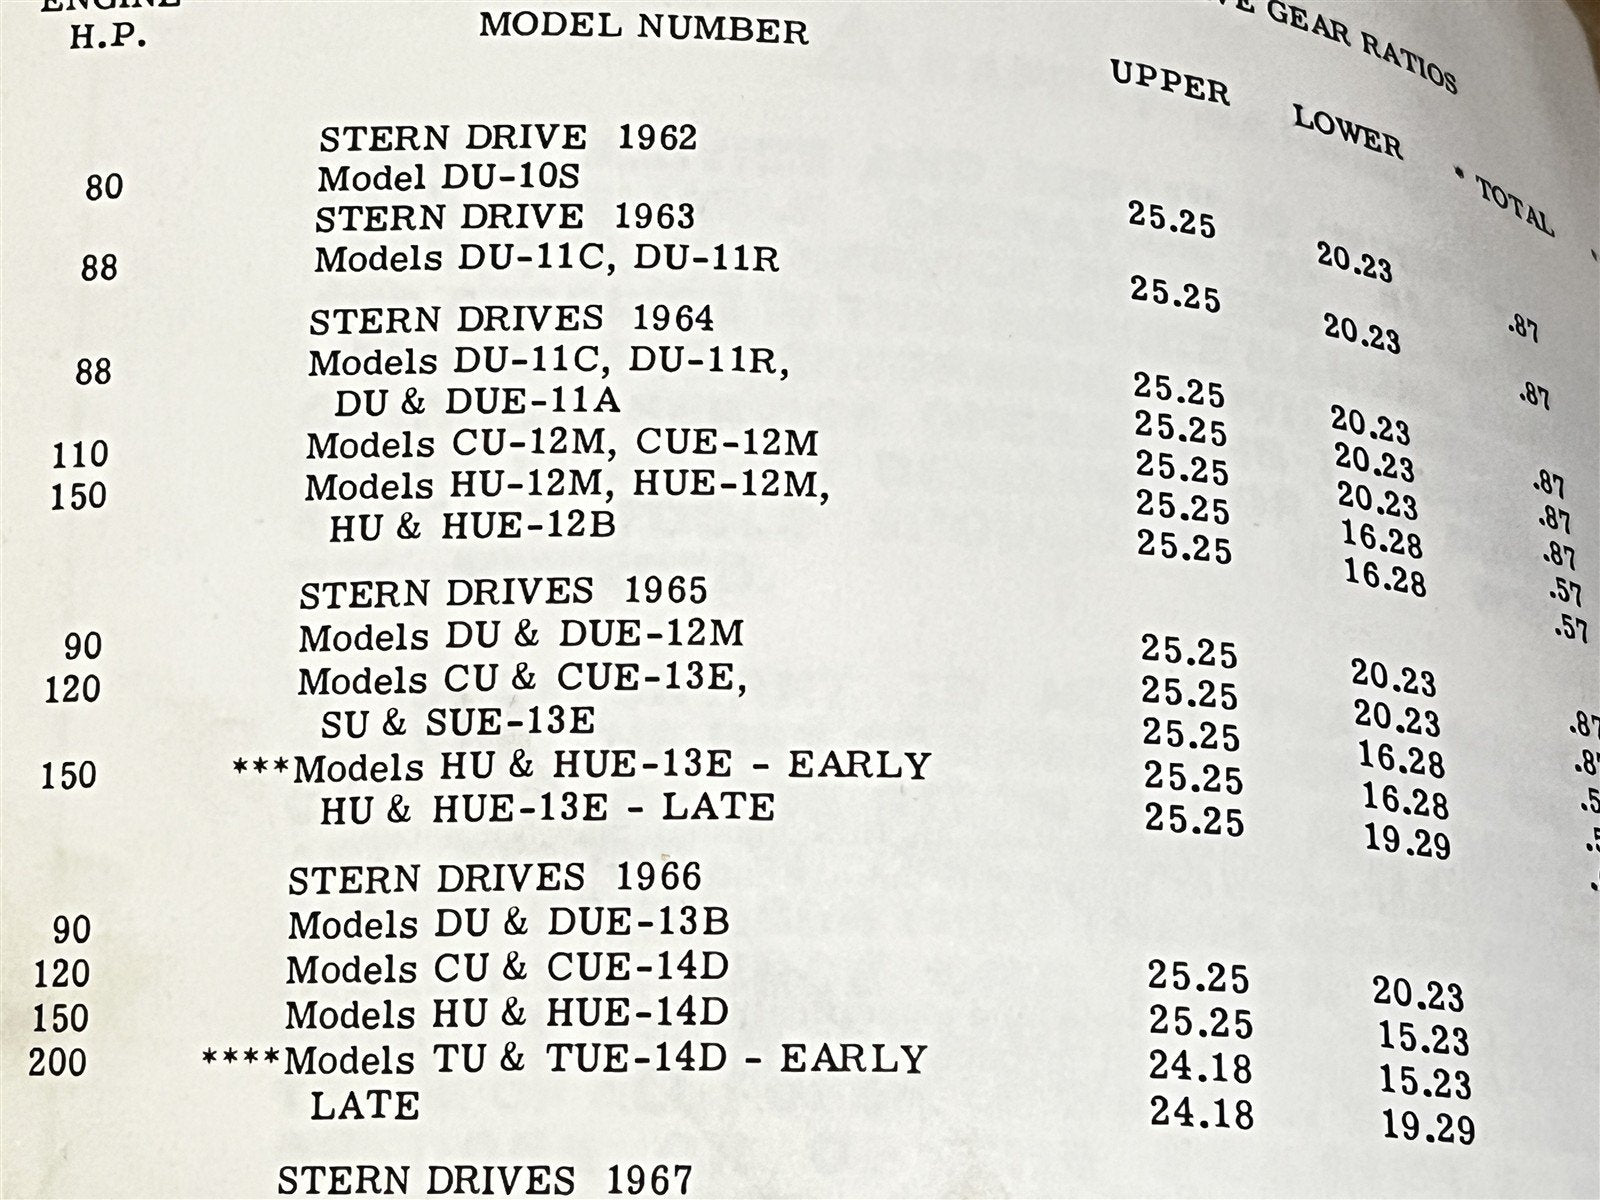 H.P. MODEL NUMBER GEAR RATIOS
UPPER LOWER * TOTAL
STERN DRIVE 1962
80 Model DU-10S 25.25 20.23 .87
STERN DRIVE 1963
88 Models DU-11C, DU-11R 25.25 20.23 .87
STERN DRIVES 1964
88 Models DU-11C, DU-11R, 25.25 20.23 .87
DU & DUE-11A 25.25 20.23 .87
110 Models CU-12M, CUE-12M 25.25 20.23 .87
150 Models HU-12M, HUE-12M, 25.25 16.28 .57
HU & HUE-12B 25.25 16.28 .57
STERN DRIVES 1965
90 Models DU & DUE-12M 25.25 20.23 .87
120 Models CU & CUE-13E, 25.25 20.23
SU & SUE-13E 25.25 16.28
150 ***Models HU & HUE-13E - EARLY 25.25 16.28
HU & HUE-13E - LATE 25.25 19.29
STERN DRIVES 1966
90 Models DU & DUE-13B
120 Models CU & CUE-14D 25.25 20.23
150 Models HU & HUE-14D 25.25 15.23
200 ****Models TU & TUE-14D - EARLY 24.18 15.23
LATE 24.18 19.29
STERN DRIVES 1967